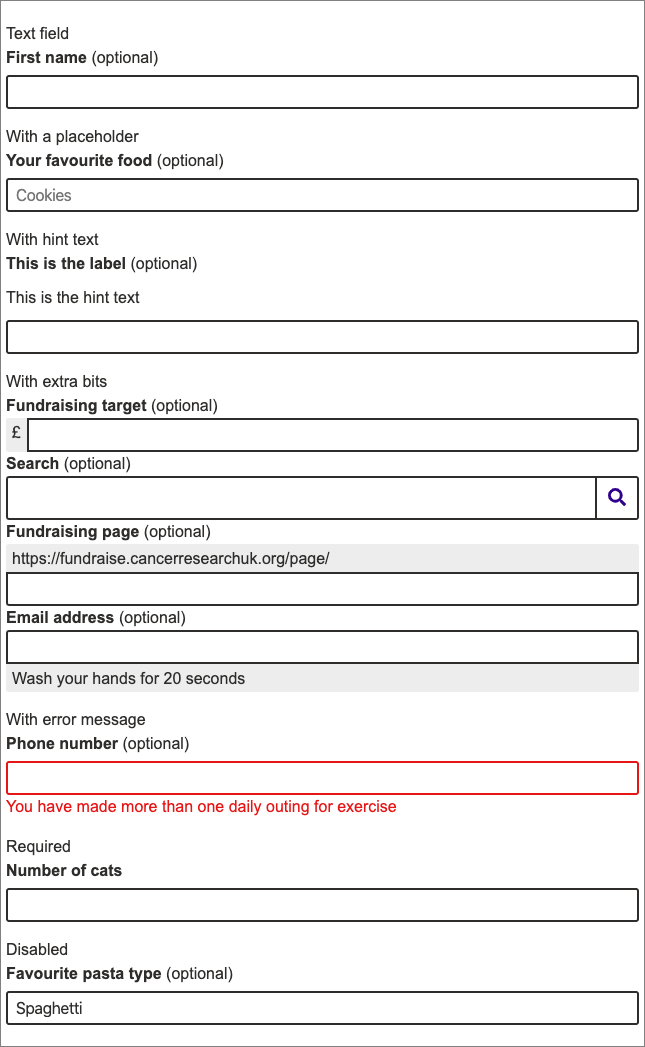 Text field
First name (optional)
With a placeholder
Your favourite food (optional)
Cookies
With hint text
This is the label (optional)
This is the hint text
With extra bits
Fundraising target (optional)
£
Search (optional)
Fundraising page (optional)
https://fundraise.cancerresearchuk.org/page/
Email address (optional)
Wash your hands for 20 seconds
With error message
Phone number (optional)
You have made more than one daily outing for exercise
Required
Number of cats
Disabled
Favourite pasta type (optional)
Spaghetti